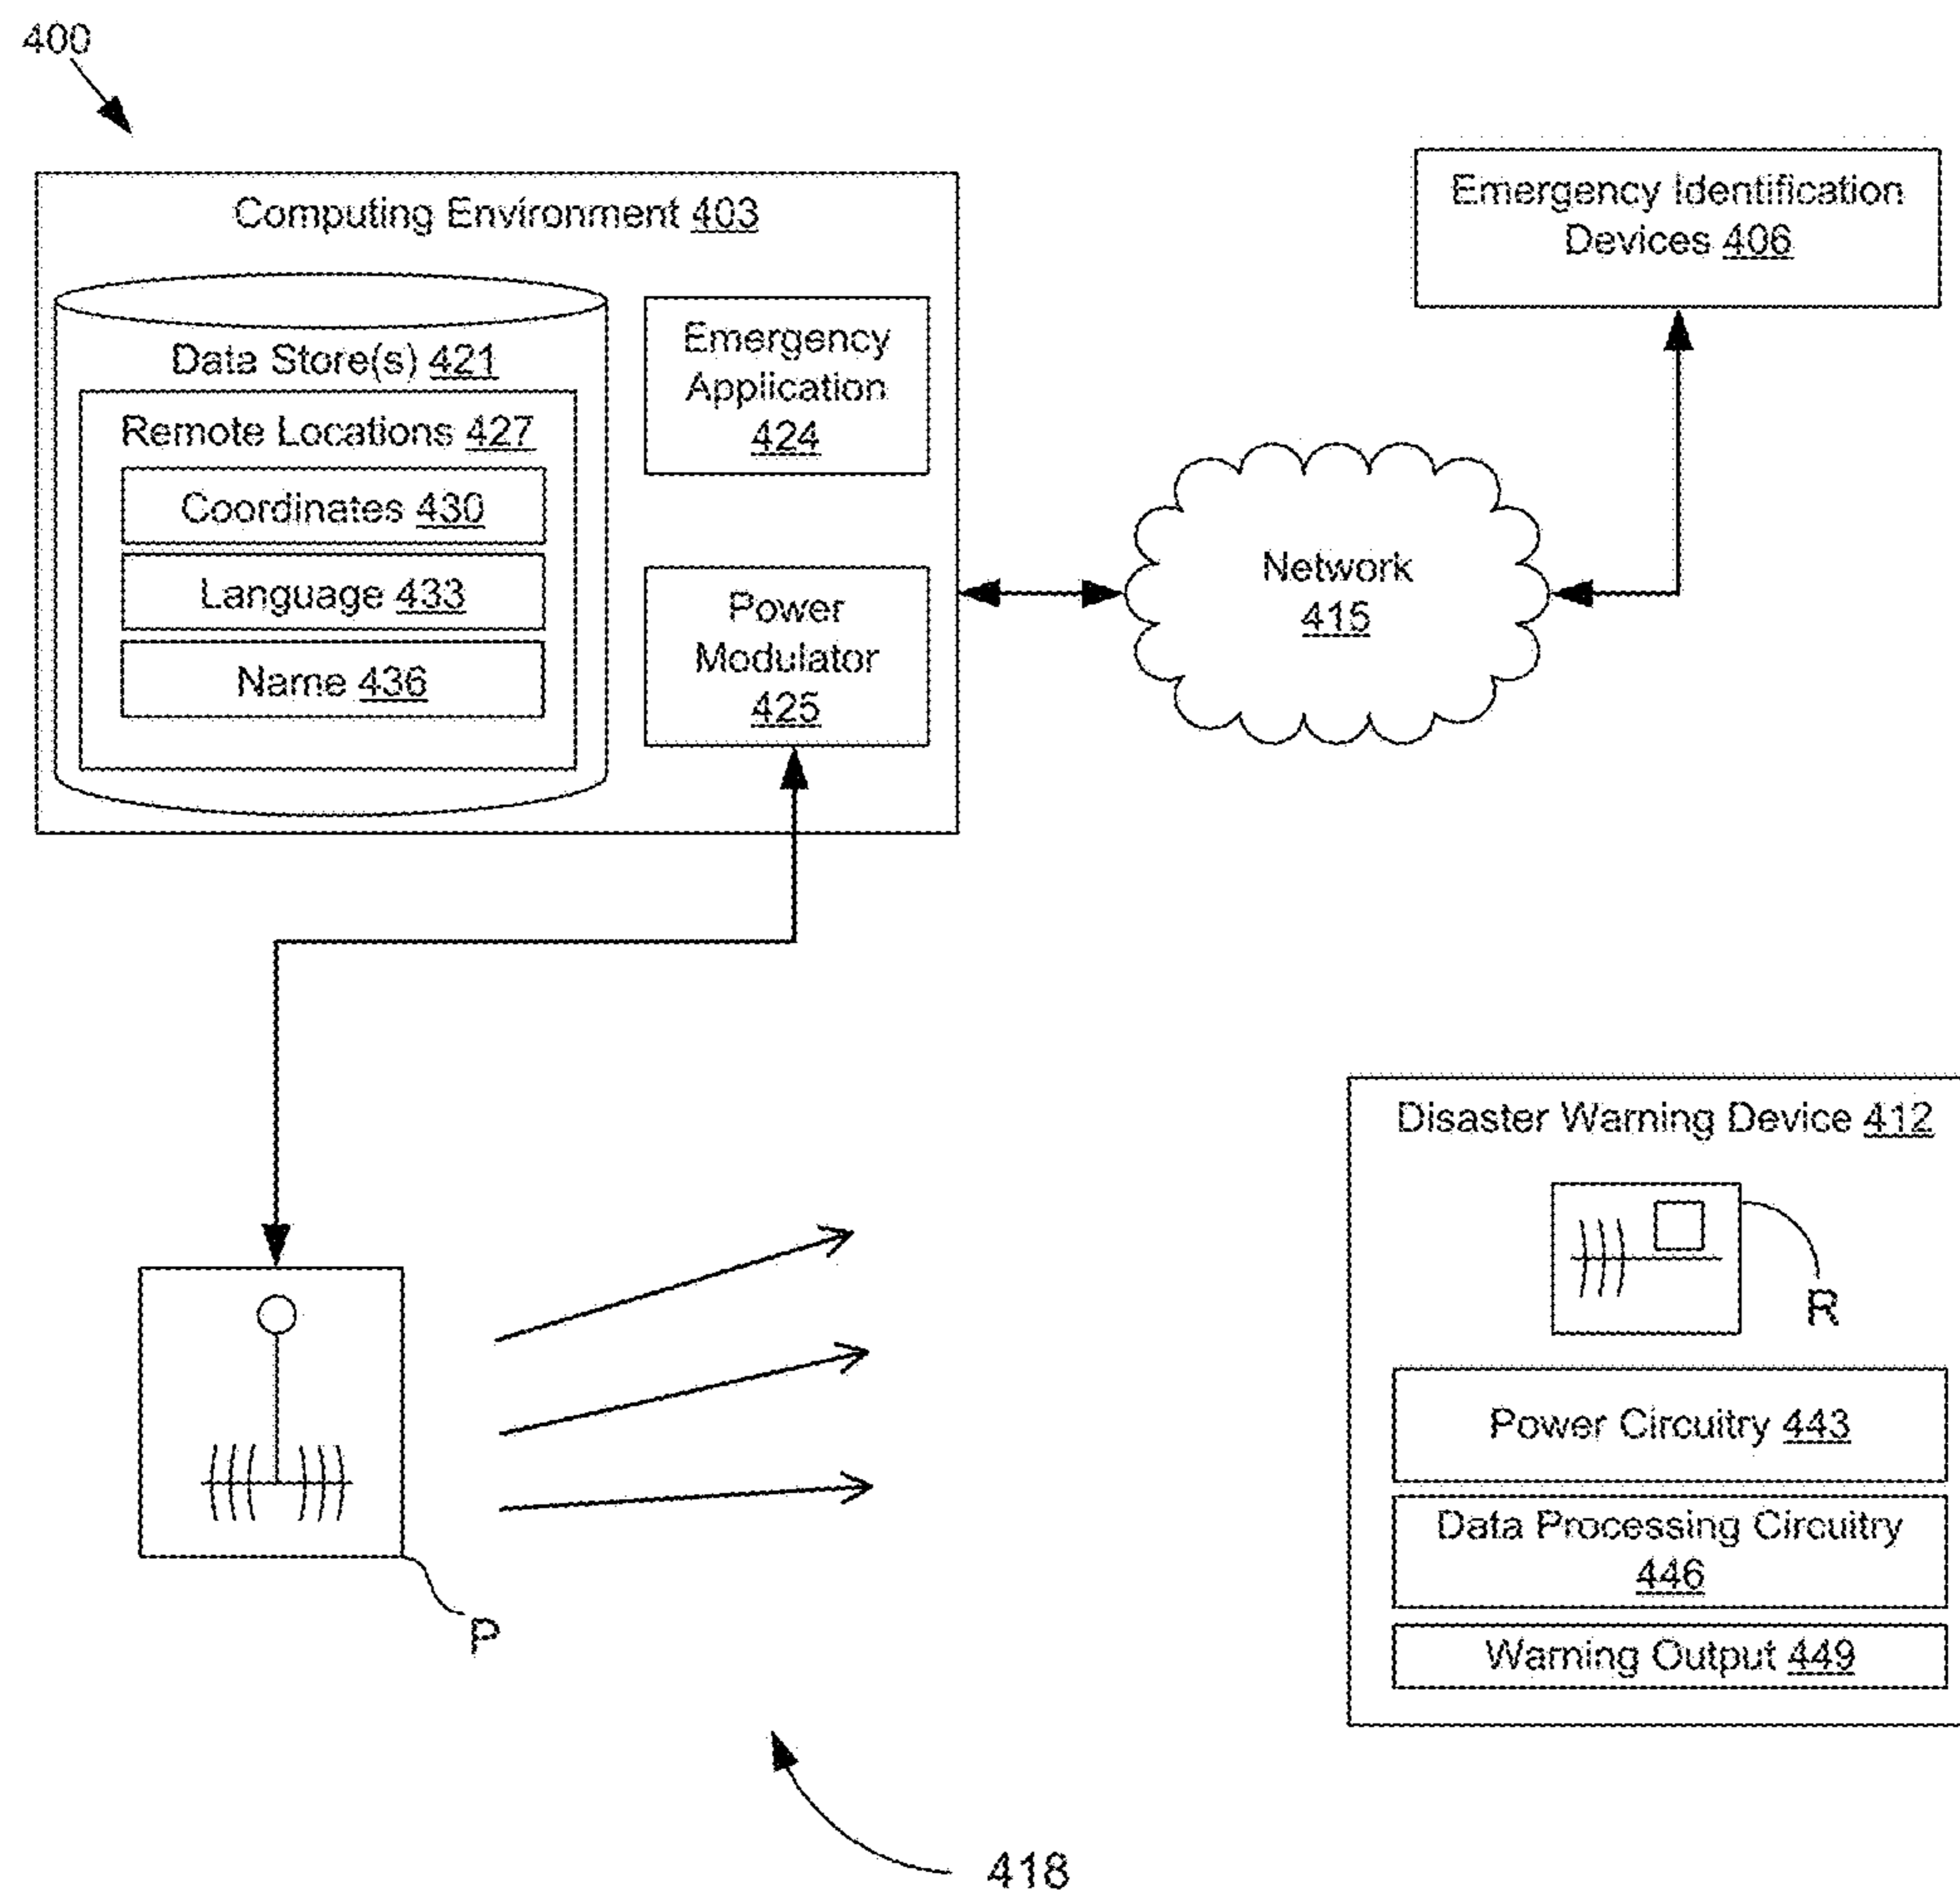 400
Computing Environment 403
Data Store(s) 421
Remote Locations 427
Coordinates 430
Language 433
Name 436
Emergency
Application
424
Power
Modulator
425
Network
415
Emergency Identification
Devices 406
Disaster Warning Device 412
R
Power Circuitry 443
Data Processing Circuitry
446
Warning Output 449
P
418